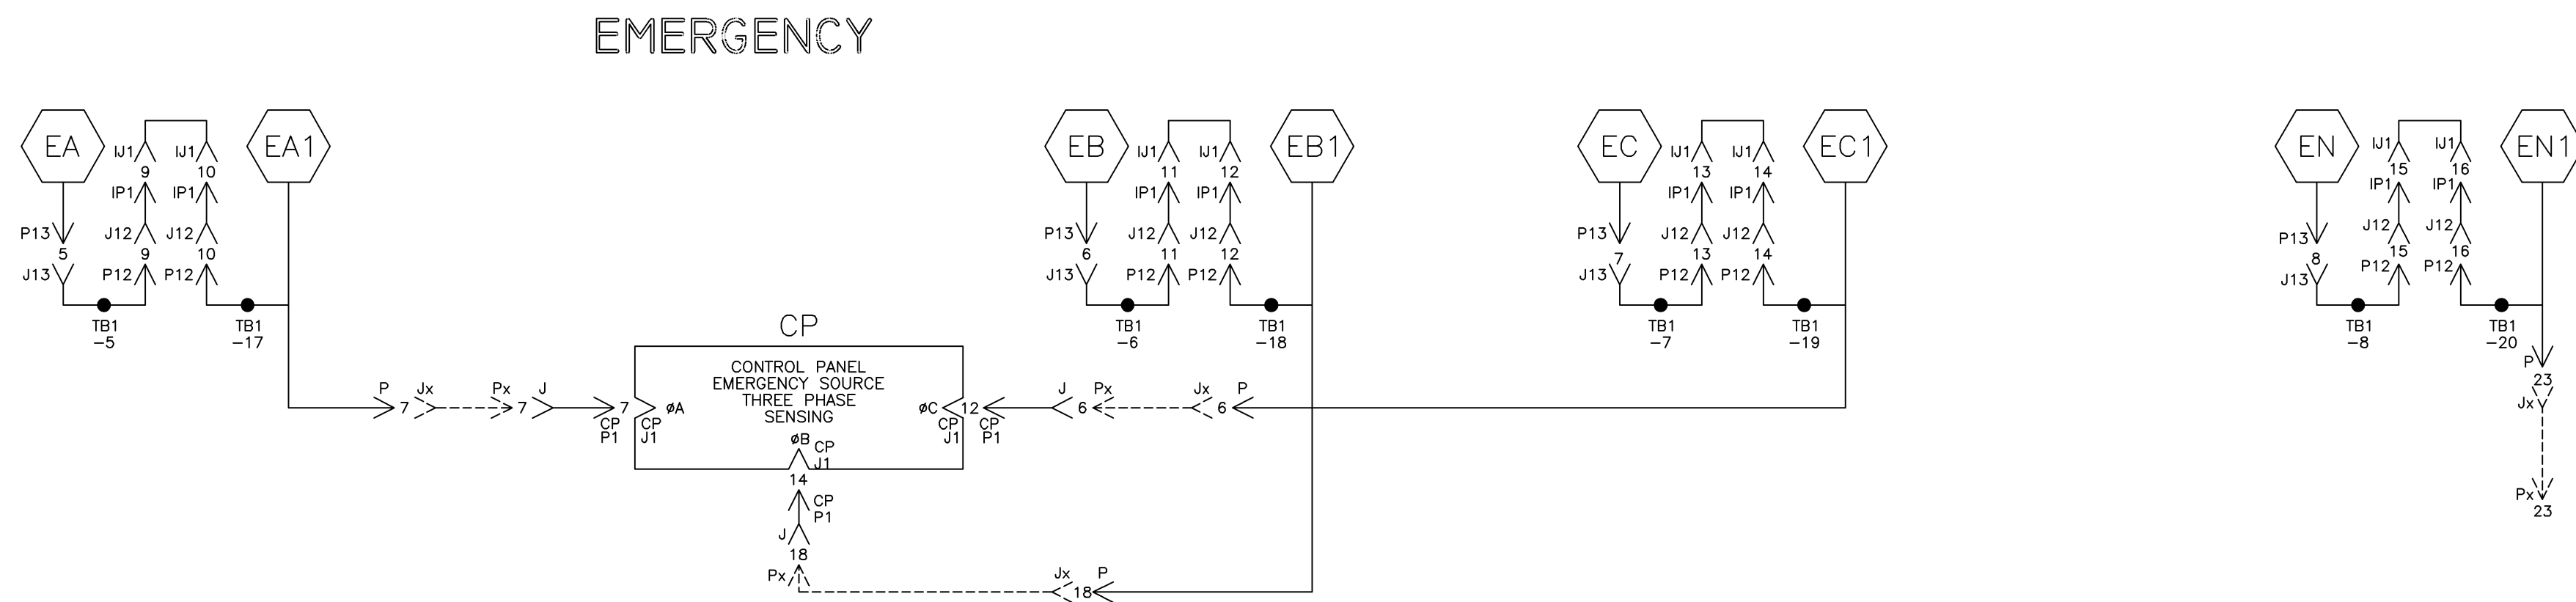 EMERGENCY
EA
EA1
EB
EB1
EC
EC1
EN
EN1
IJ1 IJ1
9 10
IP1 IP1
P13
J12 J12
5
9 10
J13
P12 P12
TB1
-5
TB1
-17
IJ1 IJ1
11 12
IP1 IP1
P13
J12 J12
6
11 12
J13
P12 P12
TB1
-6
TB1
-18
IJ1 IJ1
13 14
IP1 IP1
P13
J12 J12
7
13 14
J13
P12 P12
TB1
-7
TB1
-19
IJ1 IJ1
15 16
IP1 IP1
J12 J12
P13
15 16
8
P12 P12
J13
TB1
-8
TB1
-20
P
23
Jx
Px
23
CP
CONTROL PANEL
EMERGENCY SOURCE
THREE PHASE
SENSING
P Jx Px J
7 7 7 øA
CP
P1
CP
J1
øC 12
CP
J1
CP
P1
J Px Jx P
6 6
øB
CP
J1
14
CP
P1
J
18
Px
Jx P
18